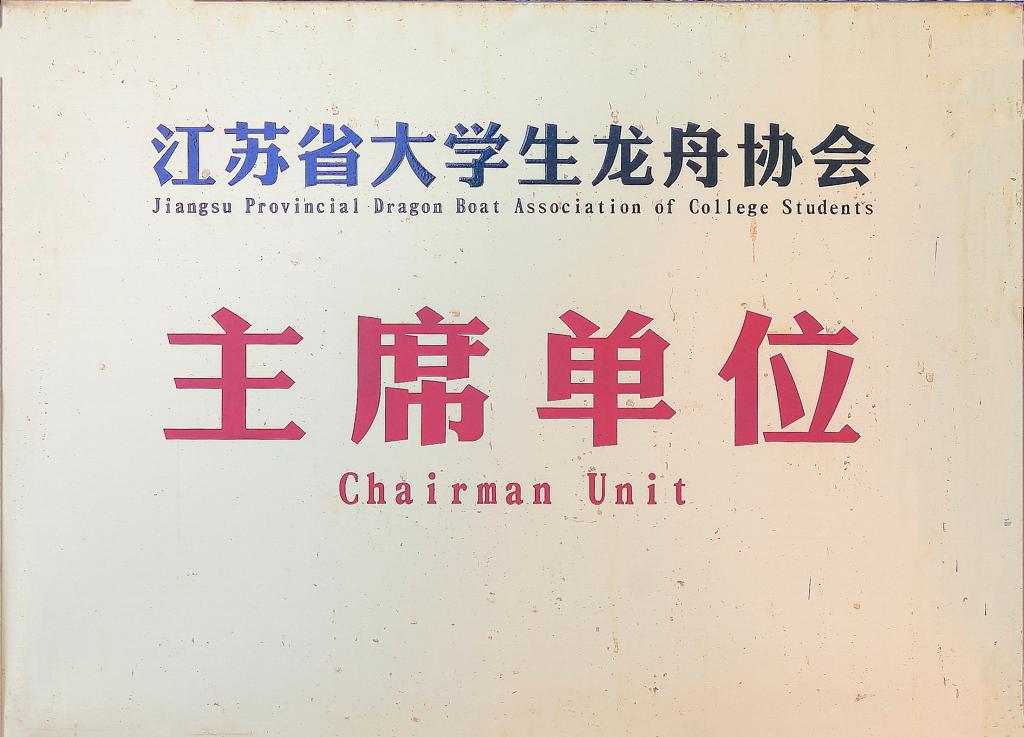 江苏省大学生龙舟协会
Jiangsu Provincial Dragon Boat Association of College Students
主席单位
Chairman Unit